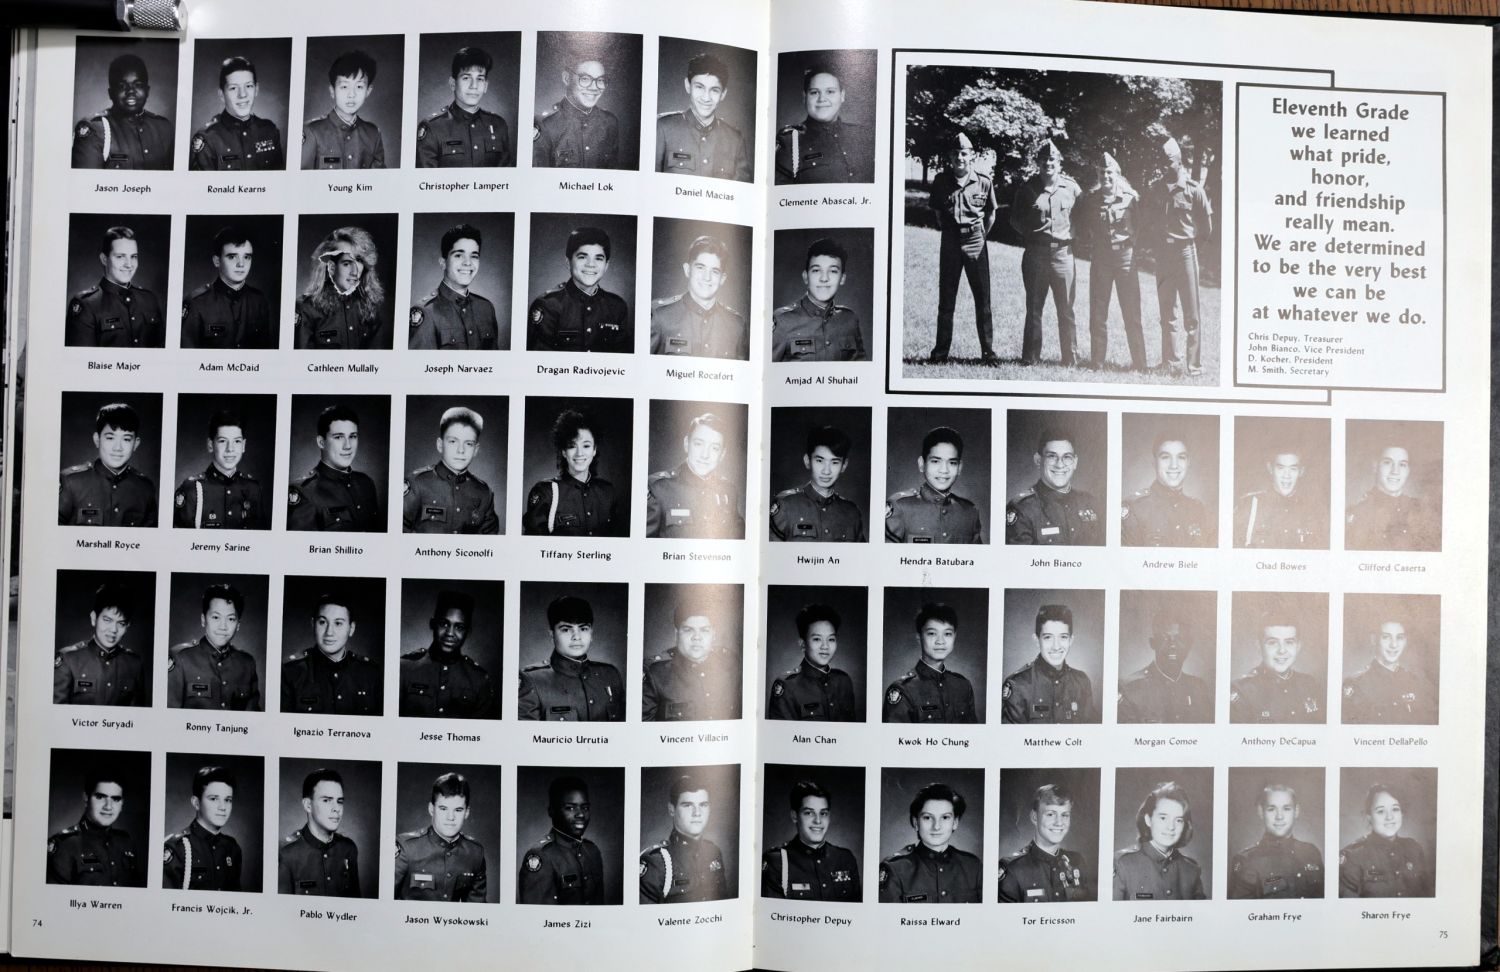 Jason Joseph
Ronald Kearns
Young Kim
Christopher Lampert
Michael Lok
Daniel Macias
Blaise Major
Adam McDaid
Cathleen Mullally
Joseph Narvaez
Dragan Radivojevic
Miguel Rocafort
Marshall Royce
Jeremy Sarine
Brian Shillito
Anthony Siconolfi
Tiffany Sterling
Brian Stevenson
Victor Suryadi
Ronny Tanjung
Ignazio Terranova
Jesse Thomas
Mauricio Urrutia
Vincent Villacin
Illya Warren
Francis Wojcik, Jr.
Pablo Wydler
Jason Wysokowski
James Zizi
Valente Zocchi
74
Clemente Abascal, Jr.
Eleventh Grade
we learned
what pride,
honor,
and friendship
really mean.
We are determined
to be the very best
we can be
at whatever we do.
Chris Depuy, Treasurer
John Bianco, Vice President
D. Kocher, President
M. Smith, Secretary
Amjad Al Shuhail
Hwijin An
Hendra Batubara
John Bianco
Andrew Biele
Chad Bowes
Clifford Caserta
Alan Chan
Kwok Ho Chung
Matthew Colt
Morgan Comoe
Anthony DeCapua
Vincent DellaPello
Christopher Depuy
Raissa Elward
Tor Ericsson
Jane Fairbairn
Graham Frye
Sharon Frye
75